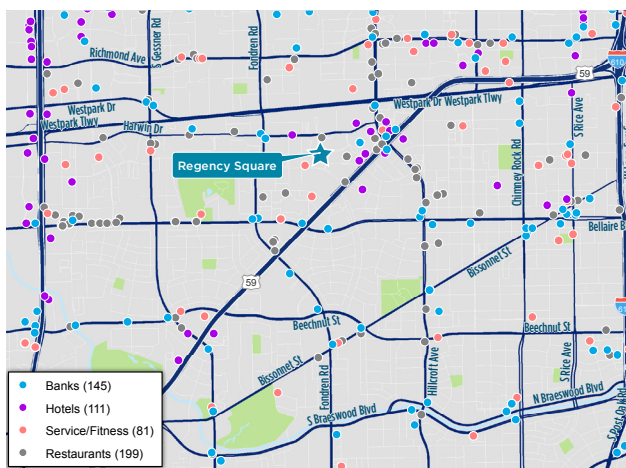 Richmond Ave
S Gessner Rd
Fondren Rd
59
610
Westpark Dr
Westpark Tlwy
Westpark Dr Westpark Tlwy
Harwin Dr
S Rice Ave
Chimney Rock Rd
Regency Square
Bellaire B
Bissonnet St
59
Beechnut St
Beechnut St
Bissonnet St
Fondren Rd
Hillcroft Ave
S Rice Ave
N Braeswood Blvd
S Braeswood Blvd
S Post Oak Rd
Banks (145)
Hotels (111)
Service/Fitness (81)
Restaurants (199)